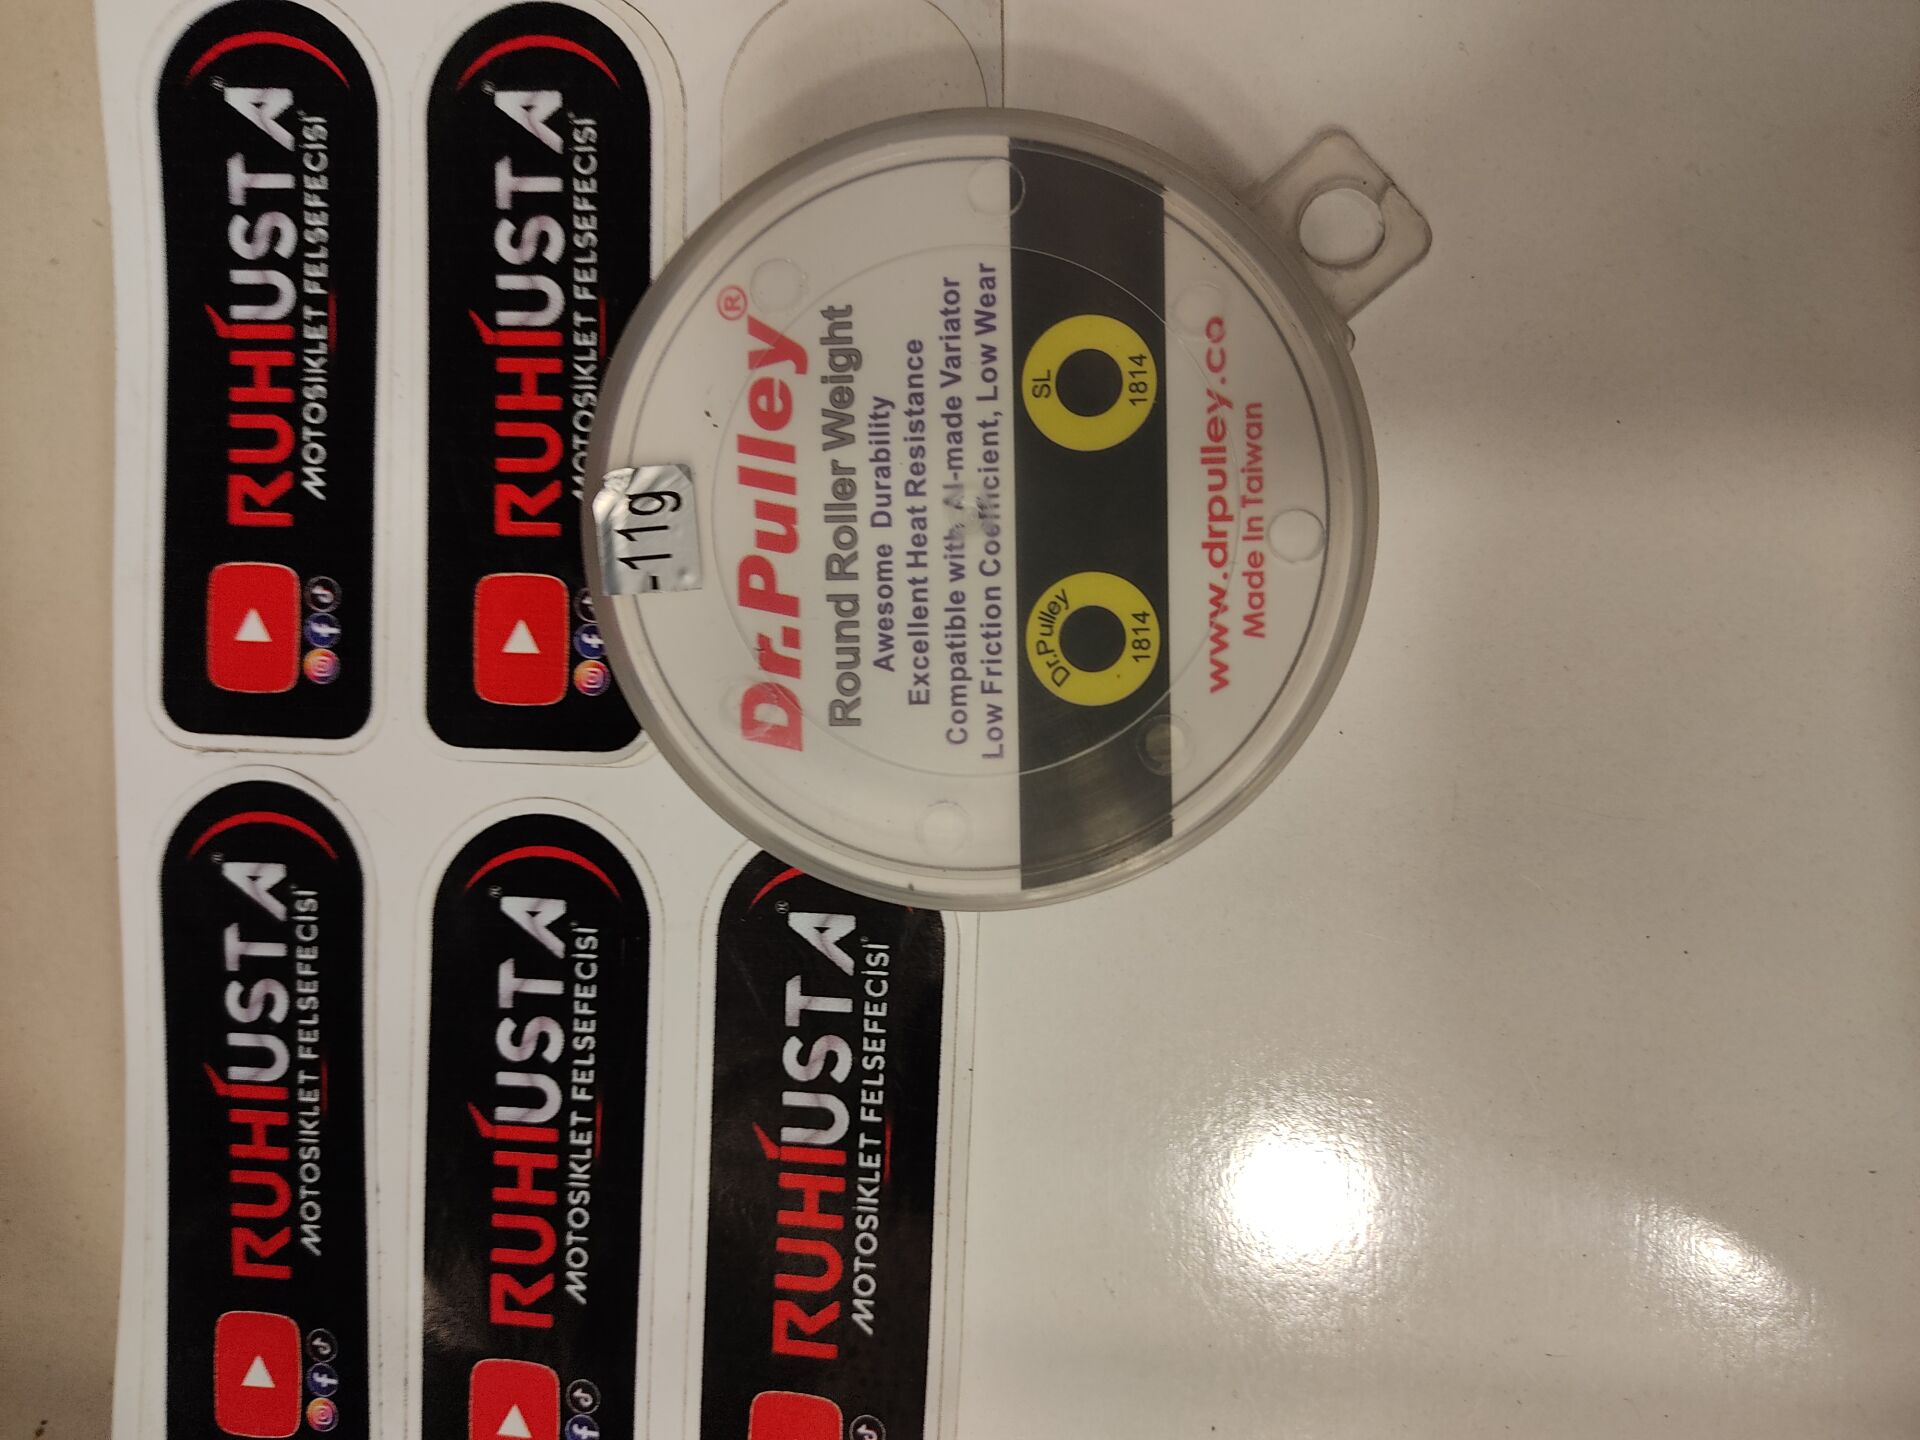 RUHİUSTA®
MOTOSİKLET FELSEFECİSİ®
RUHİUSTA®
MOTOSİKLET FELSEFECİSİ®
-11g
Dr.Pulley®
Round Roller Weight
Awesome Durability
Excellent Heat Resistance
Compatible with Al-made Variator
Low Friction Coefficient, Low Wear
Dr.Pulley
1814
SL
1814
www.drpulley.co
Made In Taiwan
RUHİUSTA®
MOTOSİKLET FELSEFECİSİ®
RUHİUSTA®
MOTOSİKLET FELSEFECİSİ®
RUHİUSTA®
MOTOSİKLET FELSEFECİSİ®